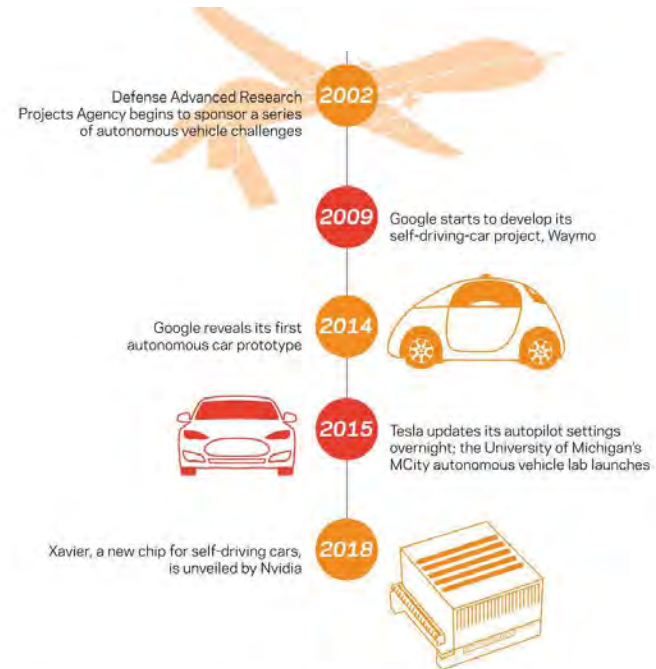 2002
Defense Advanced Research
Projects Agency begins to sponsor a series
of autonomous vehicle challenges
2009
Google starts to develop its
self-driving-car project, Waymo
2014
Google reveals its first
autonomous car prototype
2015
Tesla updates its autopilot settings
overnight; the University of Michigan's
MCity autonomous vehicle lab launches
2018
Xavier, a new chip for self-driving cars,
is unveiled by Nvidia